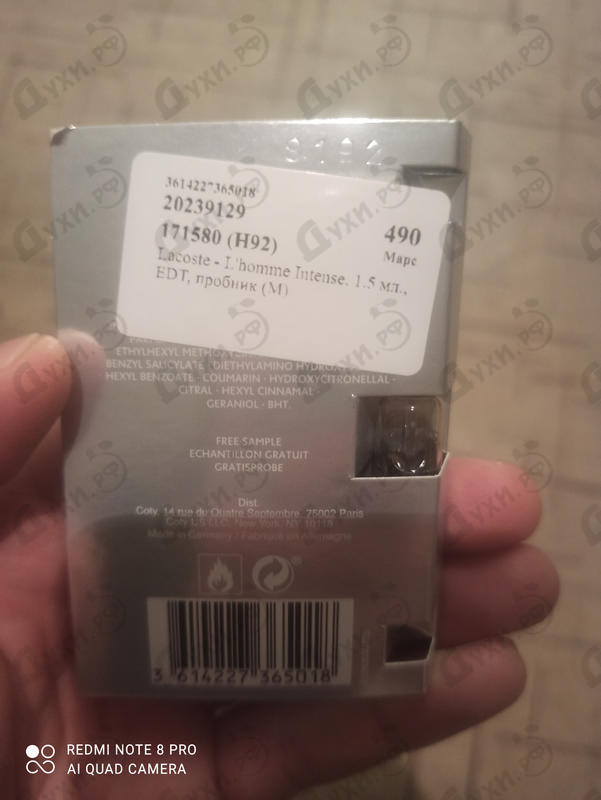 8192
3614227365018
20239129
171580 (H92)
490
Марс
Lacoste - L'homme Intense. 1.5 мл.,
EDT, пробник (M)
BENZYL SALICYLATE · DIETHYLAMINO HYDROXY
HEXYL BENZOATE · COUMARIN · HYDROXYCITRONELLAL ·
CITRAL · HEXYL CINNAMAL ·
GERANIOL · BHT.
FREE SAMPLE
ECHANTILLON GRATUIT
GRATISPROBE
Dist.
Coty, 14 rue du Quatre Septembre, 75002 Paris
Coty US LLC, New York, NY 10118
Made in Germany / Fabriqué en Allemagne
3 614227 365018
REDMI NOTE 8 PRO
AI QUAD CAMERA
Духи.РФ